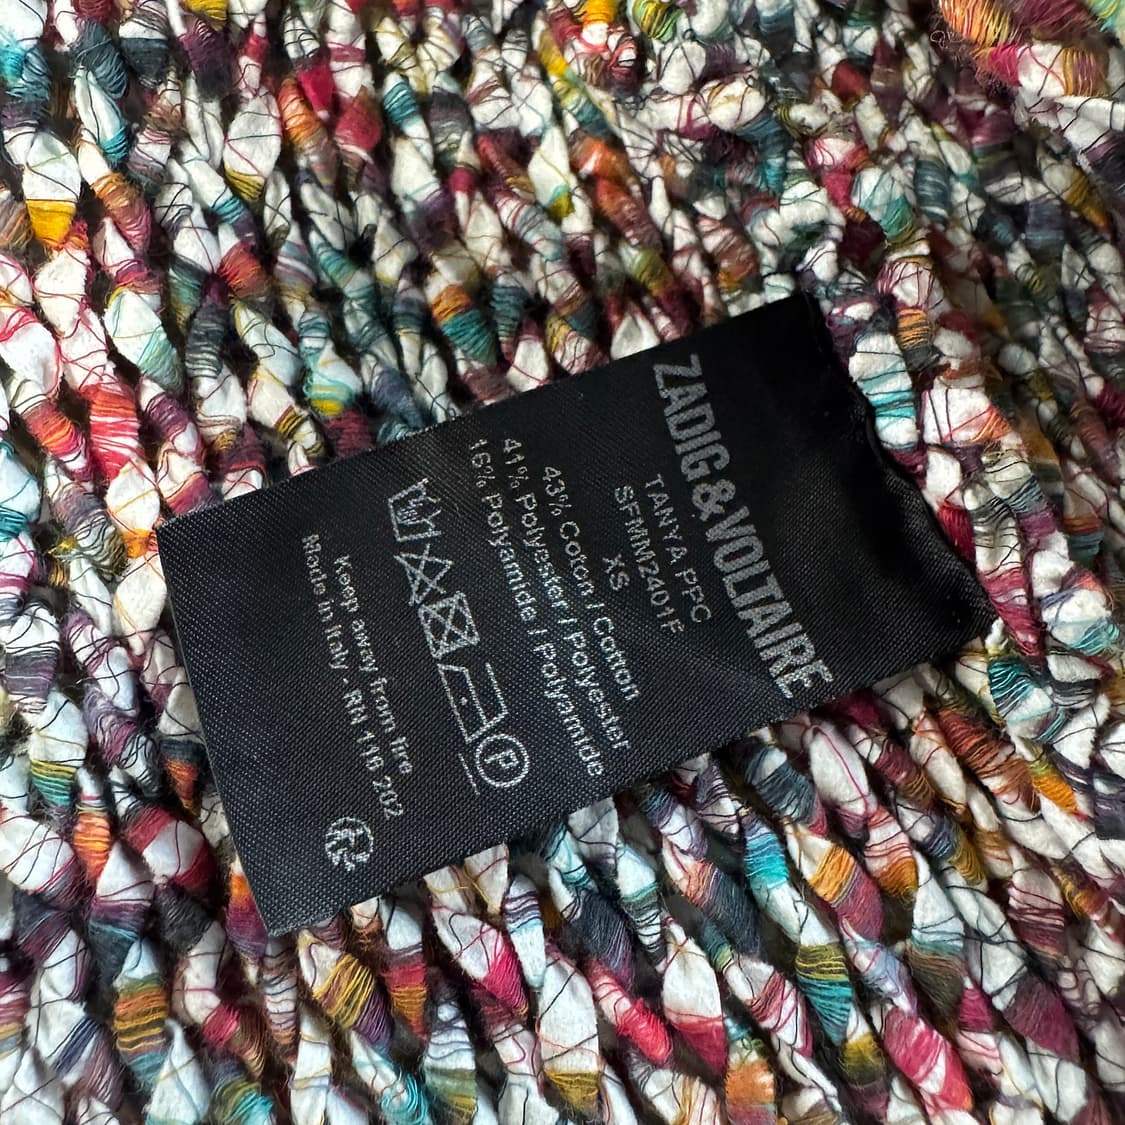 ZADIG&VOLTAIRE
TANYA PPC
SFMM2401F
XS
43% Coton / Cotton
41% Polyester / Polyester
16% Polyamide / Polyamide
P
Keep away from fire
Made in Italy - RN 116 202